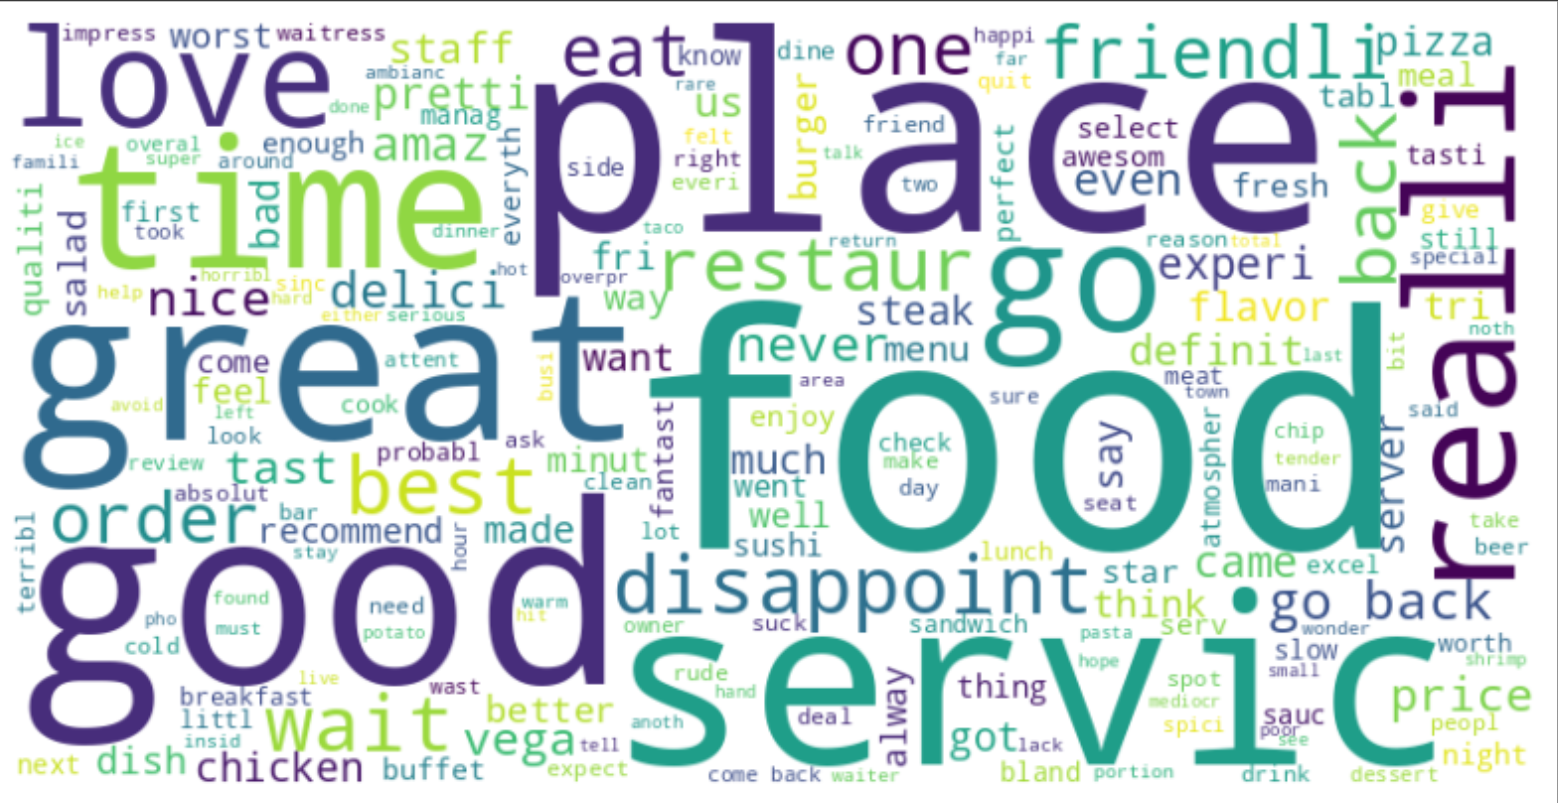 impress worst waitress staff eat know dine one happi friendli pizza
love ambianc done pretti manag rare us burger far quit tabl meal
place
ice overal enough amaz everyth felt friend perfect select back tasti
famili super around side right everi talk two awesom even fresh
time
qualiti salad first took bad dinner taco return reason total give still special
horribl sinc hot overpr fri restaur go experi realli
help nice hard delici way steak flavor tri
either serious noth
great come attent busi want never menu definit last bit
feel area meat town
avoid left cook fantast enjoy sure said
look ask check say atmospher chip server
food
review tast probabl minut much make tender
absolut best clean went day seat mani
order bar recommend hour made lot well take
terribl stay sushi lunch beer
good disappoint star came excel
found need warm think go back
pho must potato hit owner suck sandwich pasta serv wonder
cold slow worth
servic
live rude hope small shrimp
breakfast wast hand thing spot price
littl wait better anoth deal alway mediocr sauc peopl
insid vega tell got lack spici poor see night
next dish chicken buffet expect come back waiter bland portion drink dessert